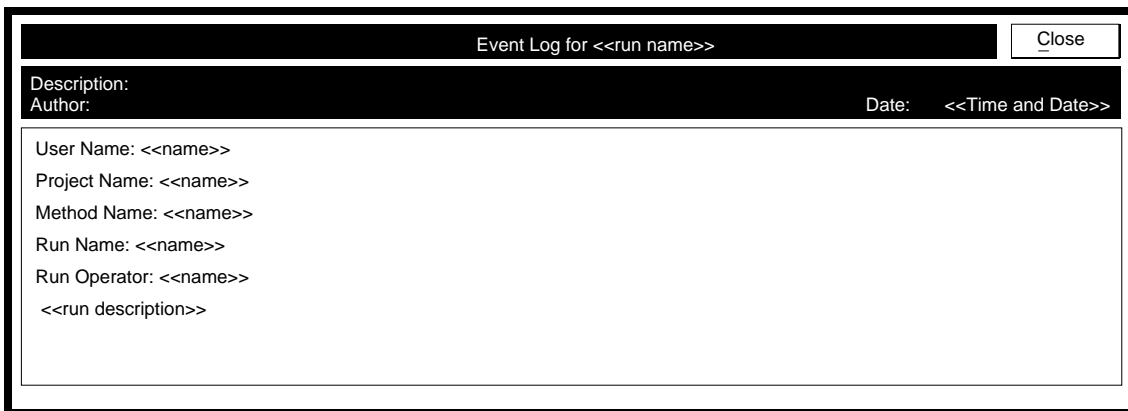 Event Log for <<run name>>
Close
Description:
Author:
Date: <<Time and Date>>
User Name: <<name>>
Project Name: <<name>>
Method Name: <<name>>
Run Name: <<name>>
Run Operator: <<name>>
<<run description>>